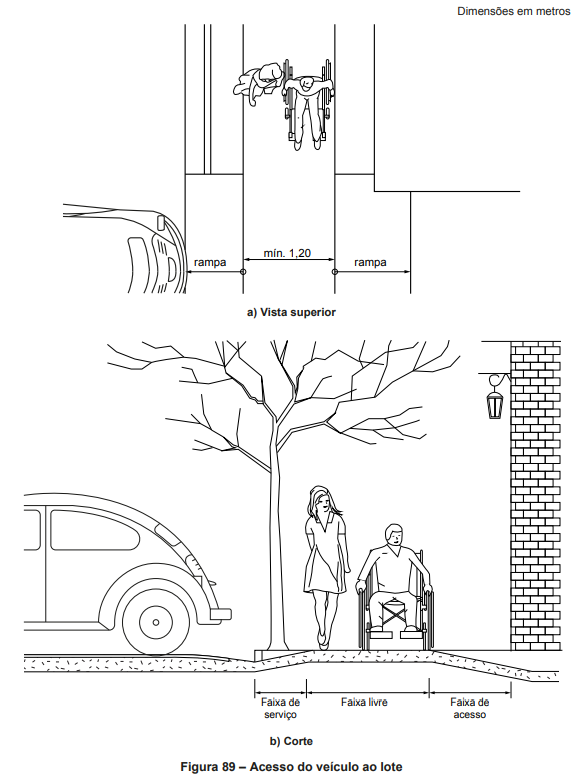 Dimensões em metros
mín. 1,20
rampa
rampa
a) Vista superior
Faixa de
serviço
Faixa livre
Faixa de
acesso
b) Corte
Figura 89 – Acesso do veículo ao lote